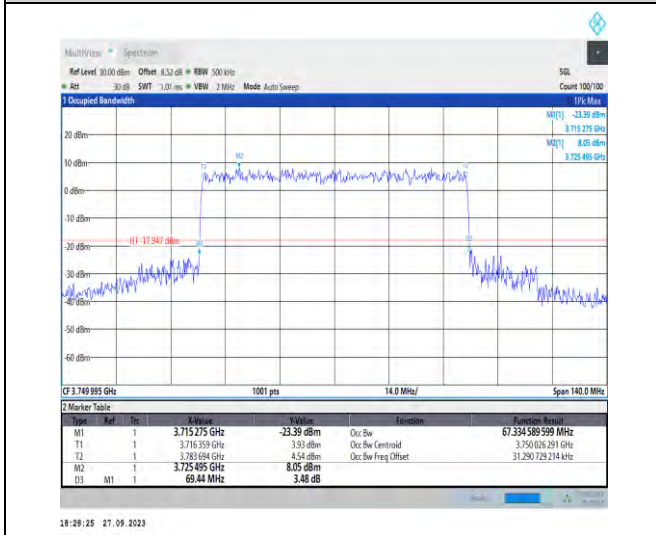 MultiView Spectrum
Ref Level 30.00 dBm Offset 8.52 dB RBW 500 kHz SGL
Att 30 dB SWT 1.01 ms VBW 2 MHz Mode Auto Sweep Count 100/100
1 Occupied Bandwidth 1Pk Max
M1[1] -23.39 dBm
3.715 275 GHz
M2[1] 8.05 dBm
3.725 495 GHz
20 dBm
M2
10 dBm
0 dBm
-10 dBm
H1 -17.947 dBm
-20 dBm
-30 dBm
-40 dBm
-50 dBm
-60 dBm
CF 3.749 995 GHz 1001 pts 14.0 MHz/ Span 140.0 MHz
2 Marker Table
Type Ref Trc X-Value Y-Value Function Function Result
M1 1 3.715 275 GHz -23.39 dBm Occ Bw 67.334 589 599 MHz
T1 1 3.716 359 GHz 3.93 dBm Occ Bw Centroid 3.750 026 291 GHz
T2 1 3.783 694 GHz 4.54 dBm Occ Bw Freq Offset 31.290 729 214 kHz
M2 1 3.725 495 GHz 8.05 dBm
D3 M1 1 69.44 MHz 3.48 dB
18:28:25 27.09.2023